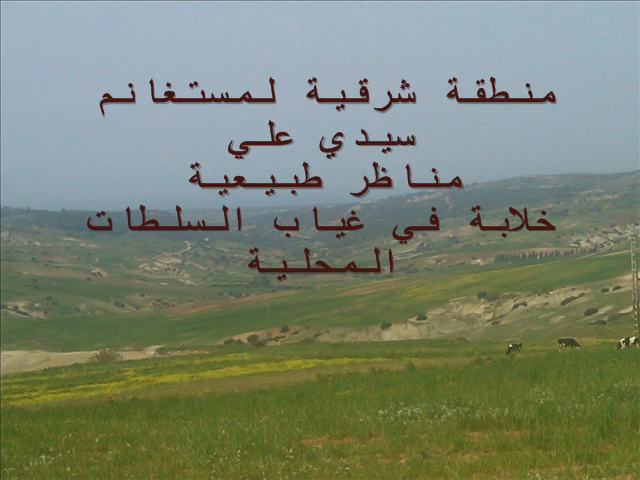 منطقة شرقية لمستغانم
سيدي علي
مناظر طبيعية
خلابة في غياب السلطات
المحلية